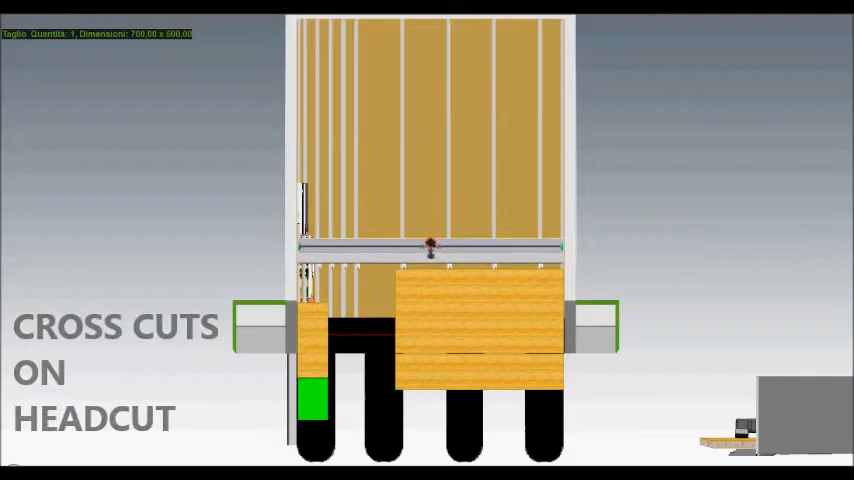 Taglio Quantità: 1, Dimensioni: 700,00 x 500,00
CROSS CUTS
ON
HEADCUT